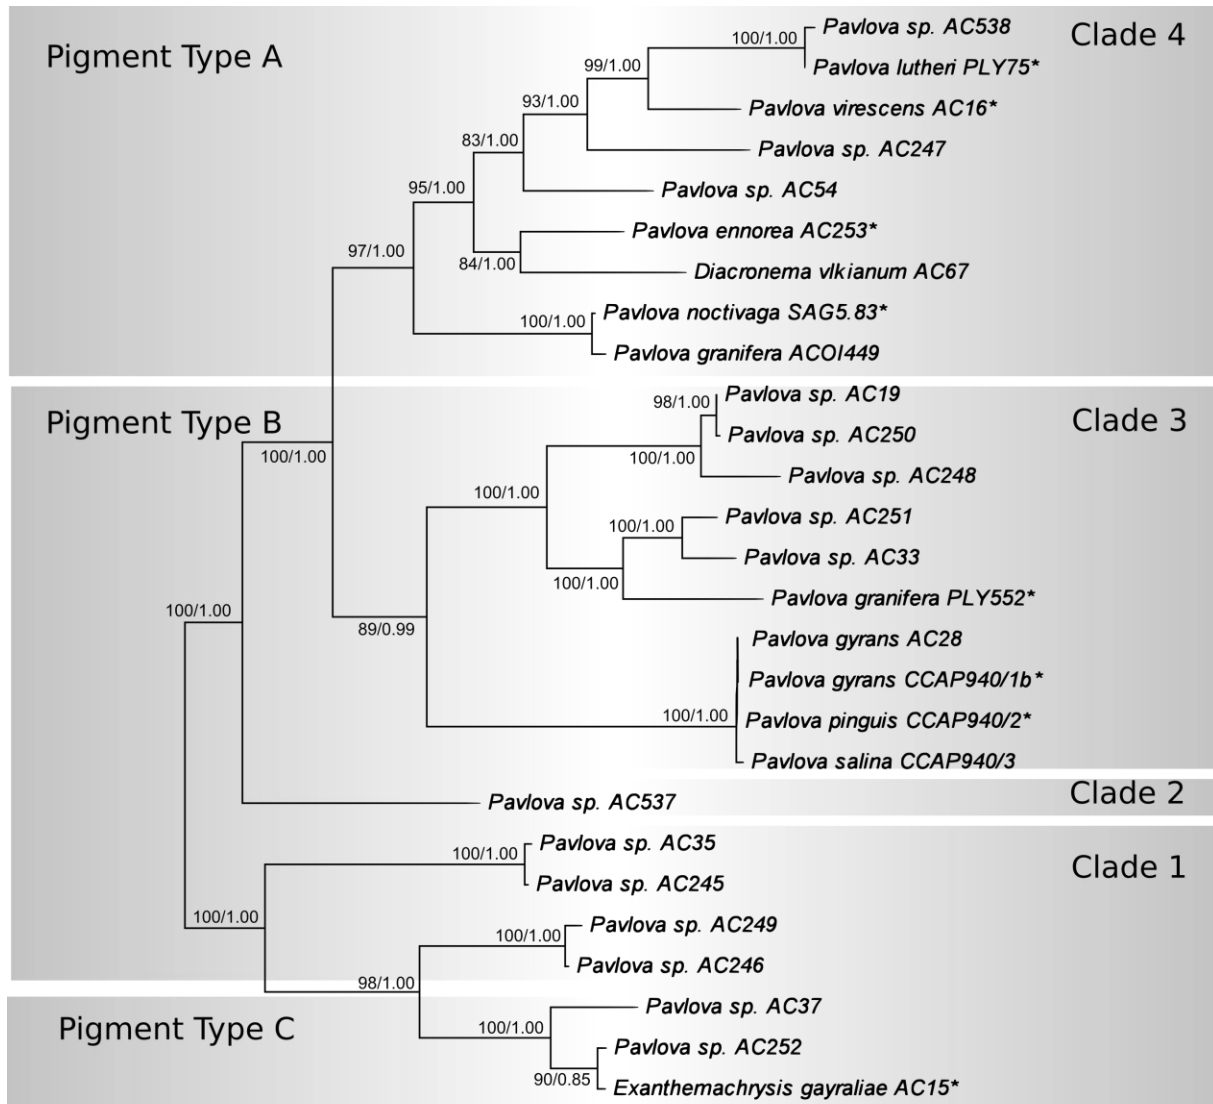 Pigment Type A
Clade 4
100/1.00
Pavlova sp. AC538
Pavlova lutheri PLY75*
99/1.00
Pavlova virescens AC16*
93/1.00
Pavlova sp. AC247
83/1.00
Pavlova sp. AC54
95/1.00
Pavlova ennorea AC253*
84/1.00
Diacronema vlkianum AC67
97/1.00
Pavlova noctivaga SAG5.83*
100/1.00
Pavlova granifera ACOI449
Pigment Type B
Clade 3
Pavlova sp. AC19
98/1.00
Pavlova sp. AC250
100/1.00
100/1.00
Pavlova sp. AC248
100/1.00
Pavlova sp. AC251
100/1.00
Pavlova sp. AC33
100/1.00
Pavlova granifera PLY552*
100/1.00
89/0.99
Pavlova gyrans AC28
Pavlova gyrans CCAP940/1b*
100/1.00
Pavlova pinguis CCAP940/2*
Pavlova salina CCAP940/3
Clade 2
Pavlova sp. AC537
Clade 1
Pavlova sp. AC35
100/1.00
Pavlova sp. AC245
100/1.00
Pavlova sp. AC249
100/1.00
Pavlova sp. AC246
98/1.00
Pigment Type C
Pavlova sp. AC37
100/1.00
Pavlova sp. AC252
90/0.85
Exanthemachrysis gayraliae AC15*